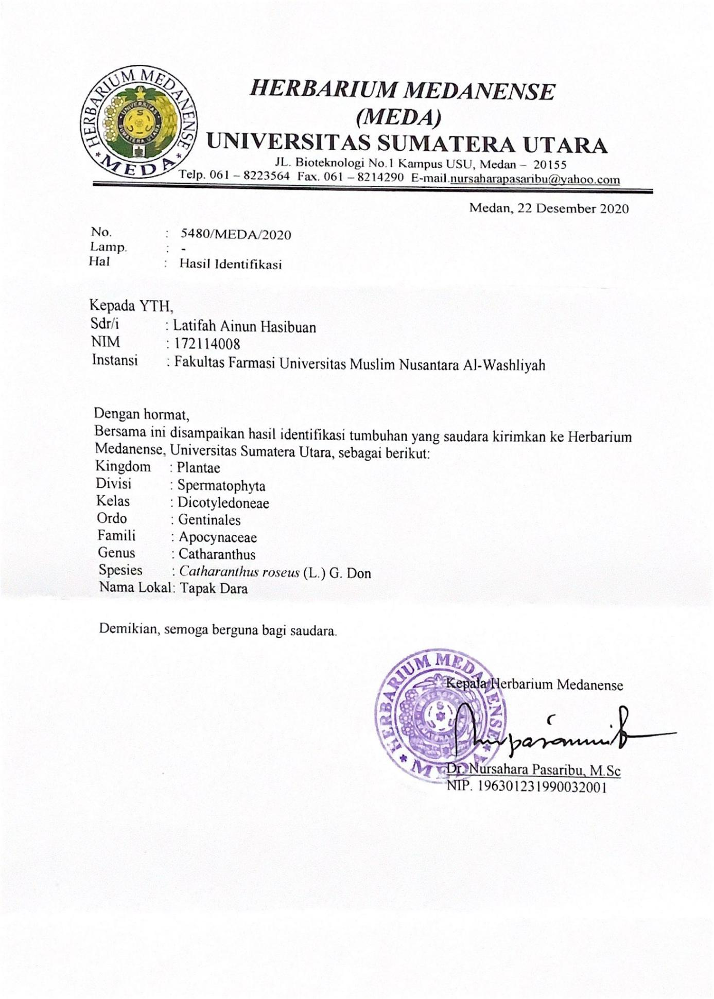 HERBARIUM MEDANENSE
* MEDA *
UNIVERSITAS
SUMATERA UTARA
HERBARIUM MEDANENSE
(MEDA)
UNIVERSITAS SUMATERA UTARA
JL. Bioteknologi No.1 Kampus USU, Medan – 20155
Telp. 061 – 8223564 Fax. 061 – 8214290 E-mail.nursaharapasaribu@yahoo.com
Medan, 22 Desember 2020
No. : 5480/MEDA/2020
Lamp. : -
Hal : Hasil Identifikasi
Kepada YTH,
Sdr/i : Latifah Ainun Hasibuan
NIM : 172114008
Instansi : Fakultas Farmasi Universitas Muslim Nusantara Al-Washliyah
Dengan hormat,
Bersama ini disampaikan hasil identifikasi tumbuhan yang saudara kirimkan ke Herbarium
Medanense, Universitas Sumatera Utara, sebagai berikut:
Kingdom : Plantae
Divisi : Spermatophyta
Kelas : Dicotyledoneae
Ordo : Gentinales
Famili : Apocynaceae
Genus : Catharanthus
Spesies : Catharanthus roseus (L.) G. Don
Nama Lokal: Tapak Dara
Demikian, semoga berguna bagi saudara.
HERBARIUM MEDANENSE
* MEDA *
Kepala Herbarium Medanense
Dr. Nursahara Pasaribu, M.Sc
NIP. 196301231990032001